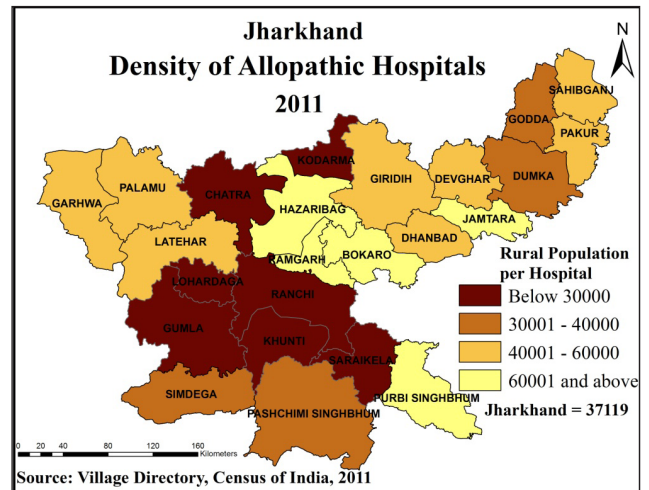 Jharkhand
Density of Allopathic Hospitals
2011
N
SAHIBGANJ
GODDA
PAKUR
KODARMA
DEVGHAR
DUMKA
GIRIDIH
PALAMU
GARHWA
CHATRA
HAZARIBAG
JAMTARA
LATEHAR
DHANBAD
BOKARO
RAMGARH
LOHARDAGA
RANCHI
GUMLA
KHUNTI
SARAIKELA
SIMDEGA
PASHCHIMI SINGHBHUM
PURBI SINGHBHUM
Rural Population
per Hospital
Below 30000
30001 - 40000
40001 - 60000
60001 and above
Jharkhand = 37119
0 20 40 80 120 160
Kilometers
Source: Village Directory, Census of India, 2011